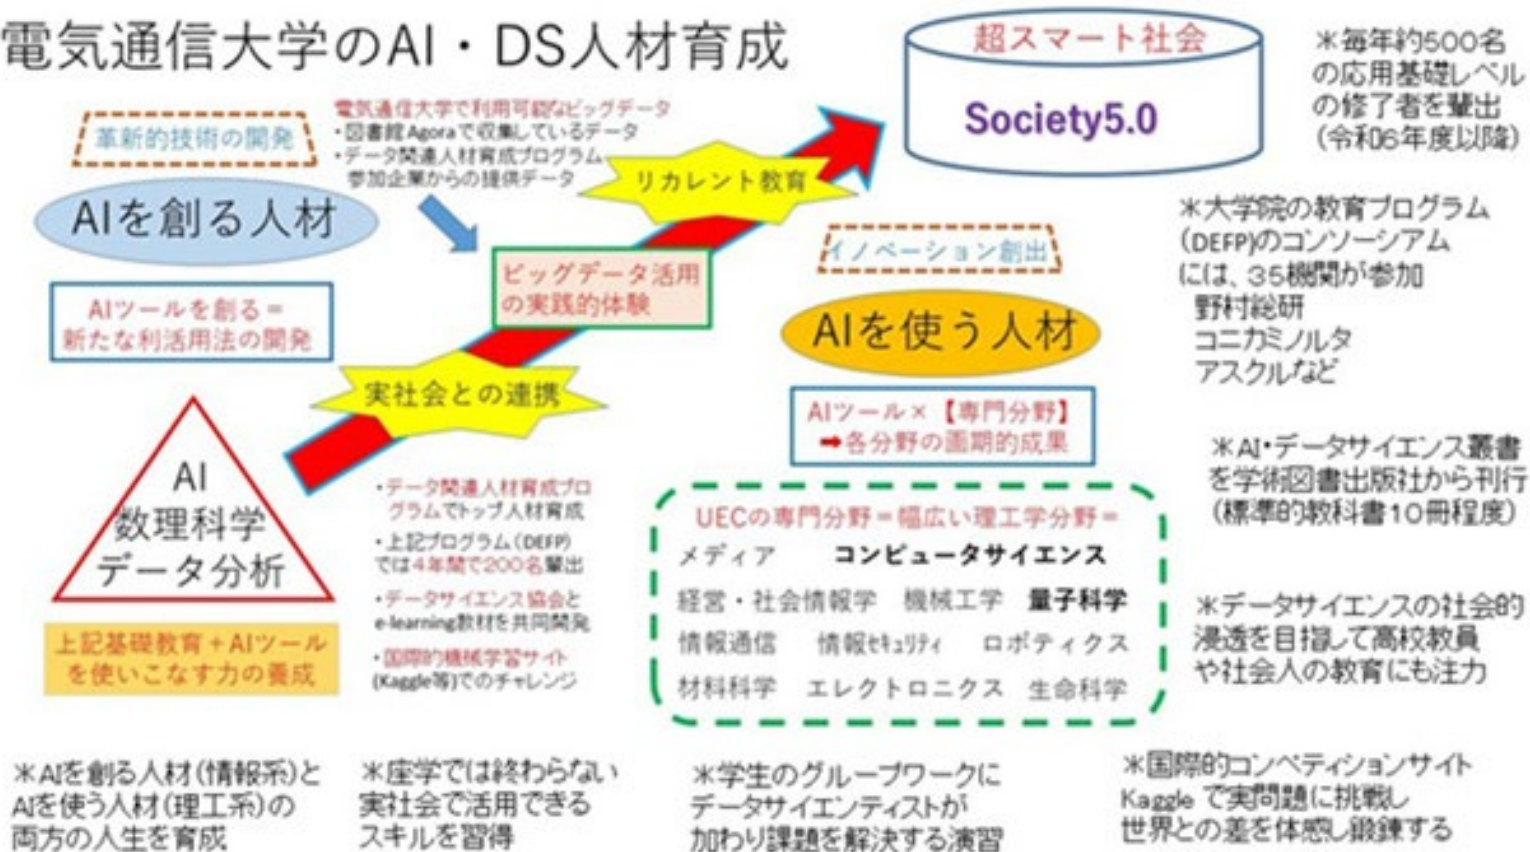 電気通信大学のAI・DS人材育成
超スマート社会
Society5.0
＊毎年約500名
の応用基礎レベル
の修了者を輩出
(令和6年度以降)
革新的技術の開発
AIを創る人材
AIツールを創る＝
新たな利活用法の開発
電気通信大学で利用可能なビッグデータ
・図書館Agoraで収集しているデータ
・データ関連人材育成プログラム
参加企業からの提供データ
リカレント教育
ビッグデータ活用
の実践的体験
実社会との連携
イノベーション創出
AIを使う人材
AIツール×【専門分野】
➡各分野の画期的成果
＊大学院の教育プログラム
(DEFP)のコンソーシアム
には、35機関が参加
野村総研
コニカミノルタ
アスクルなど
AI
数理科学
データ分析
上記基礎教育＋AIツール
を使いこなす力の養成
・データ関連人材育成プロ
グラムでトップ人材育成
・上記プログラム(DEFP)
では4年間で200名輩出
・データサイエンス協会と
e-learning教材を共同開発
・国際的機械学習サイト
(Kaggle等)でのチャレンジ
UECの専門分野＝幅広い理工学分野＝
メディア コンピュータサイエンス
経営・社会情報学 機械工学 量子科学
情報通信 情報ｾｷｭﾘﾃｨ ロボティクス
材料科学 エレクトロニクス 生命科学
＊AI・データサイエンス叢書
を学術図書出版社から刊行
(標準的教科書10冊程度)
＊データサイエンスの社会的
浸透を目指して高校教員
や社会人の教育にも注力
＊AIを創る人材(情報系)と
AIを使う人材(理工系)の
両方の人生を育成
＊座学では終わらない
実社会で活用できる
スキルを習得
＊学生のグループワークに
データサイエンティストが
加わり課題を解決する演習
＊国際的コンペティションサイト
Kaggle で実問題に挑戦し
世界との差を体感し鍛錬する